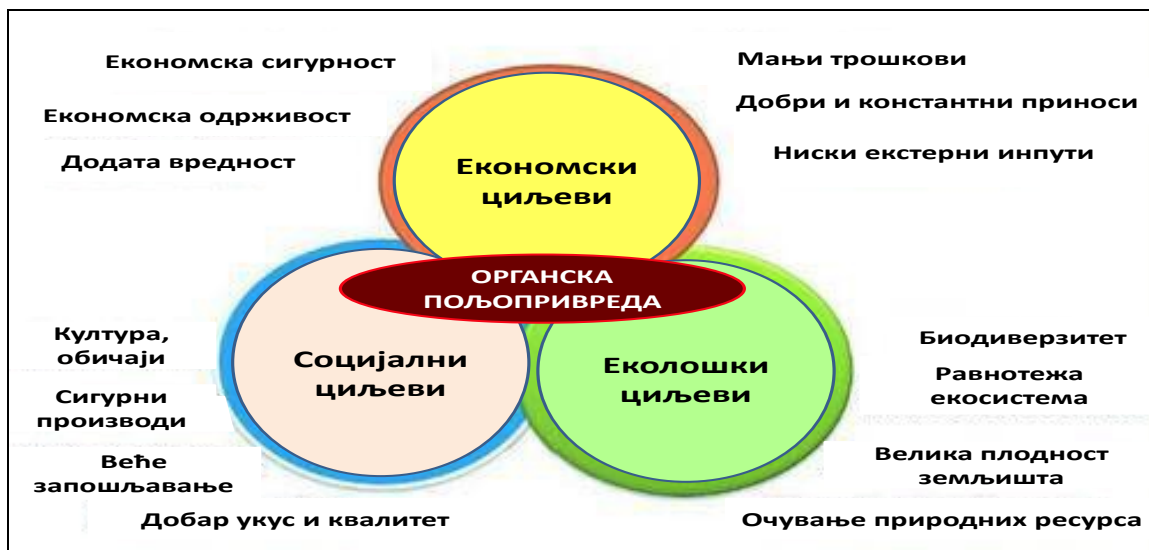 Економска сигурност
Економска одрживост
Додата вредност
Мањи трошкови
Добри и константни приноси
Ниски екстерни инпути
Економски
циљеви
ОРГАНСКА
ПОЉОПРИВРЕДА
Социјални
циљеви
Еколошки
циљеви
Култура,
обичаји
Сигурни
производи
Веће
запошљавање
Добар укус и квалитет
Биодиверзитет
Равнотежа
екосистема
Велика плодност
земљишта
Очување природних ресурса